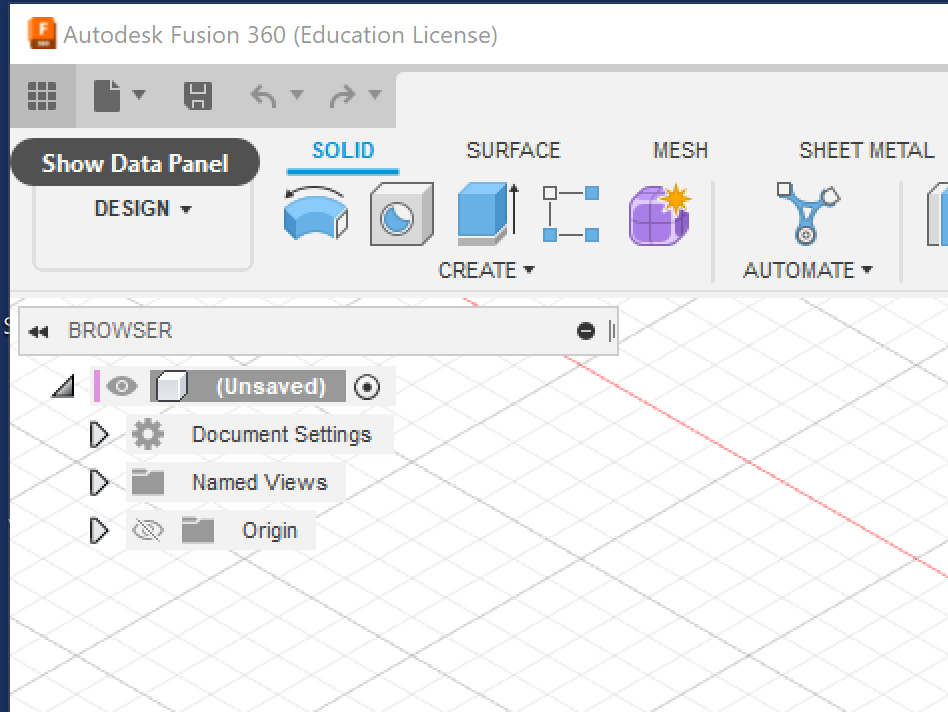 Autodesk Fusion 360 (Education License)
Show Data Panel
SOLID SURFACE MESH SHEET METAL
DESIGN
CREATE AUTOMATE
BROWSER
(Unsaved)
Document Settings
Named Views
Origin